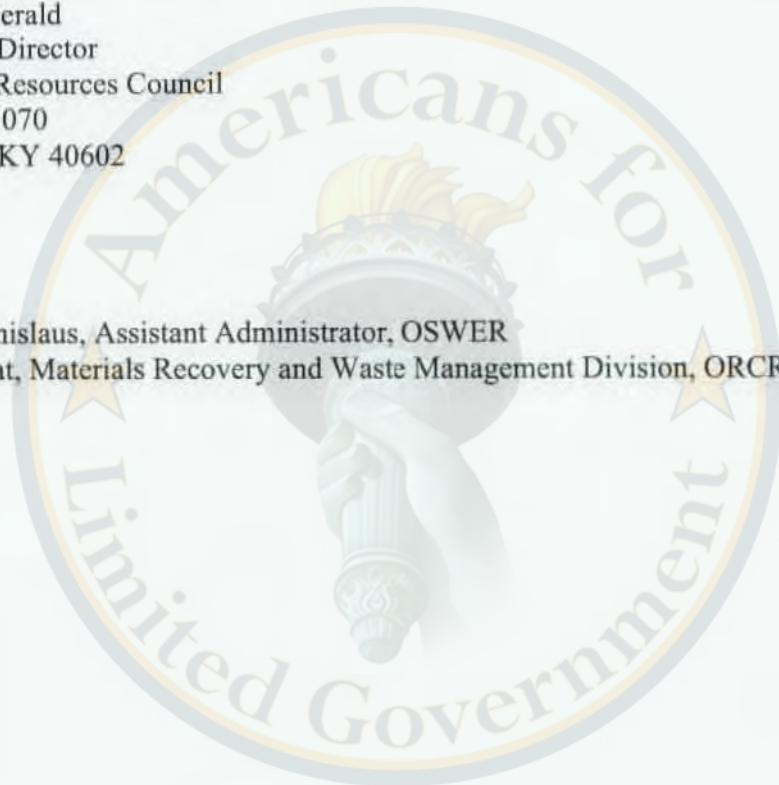 erald
Director
Resources Council
070
KY 40602
nislaus, Assistant Administrator, OSWER
at, Materials Recovery and Waste Management Division, ORCR
Americans for
Limited Government